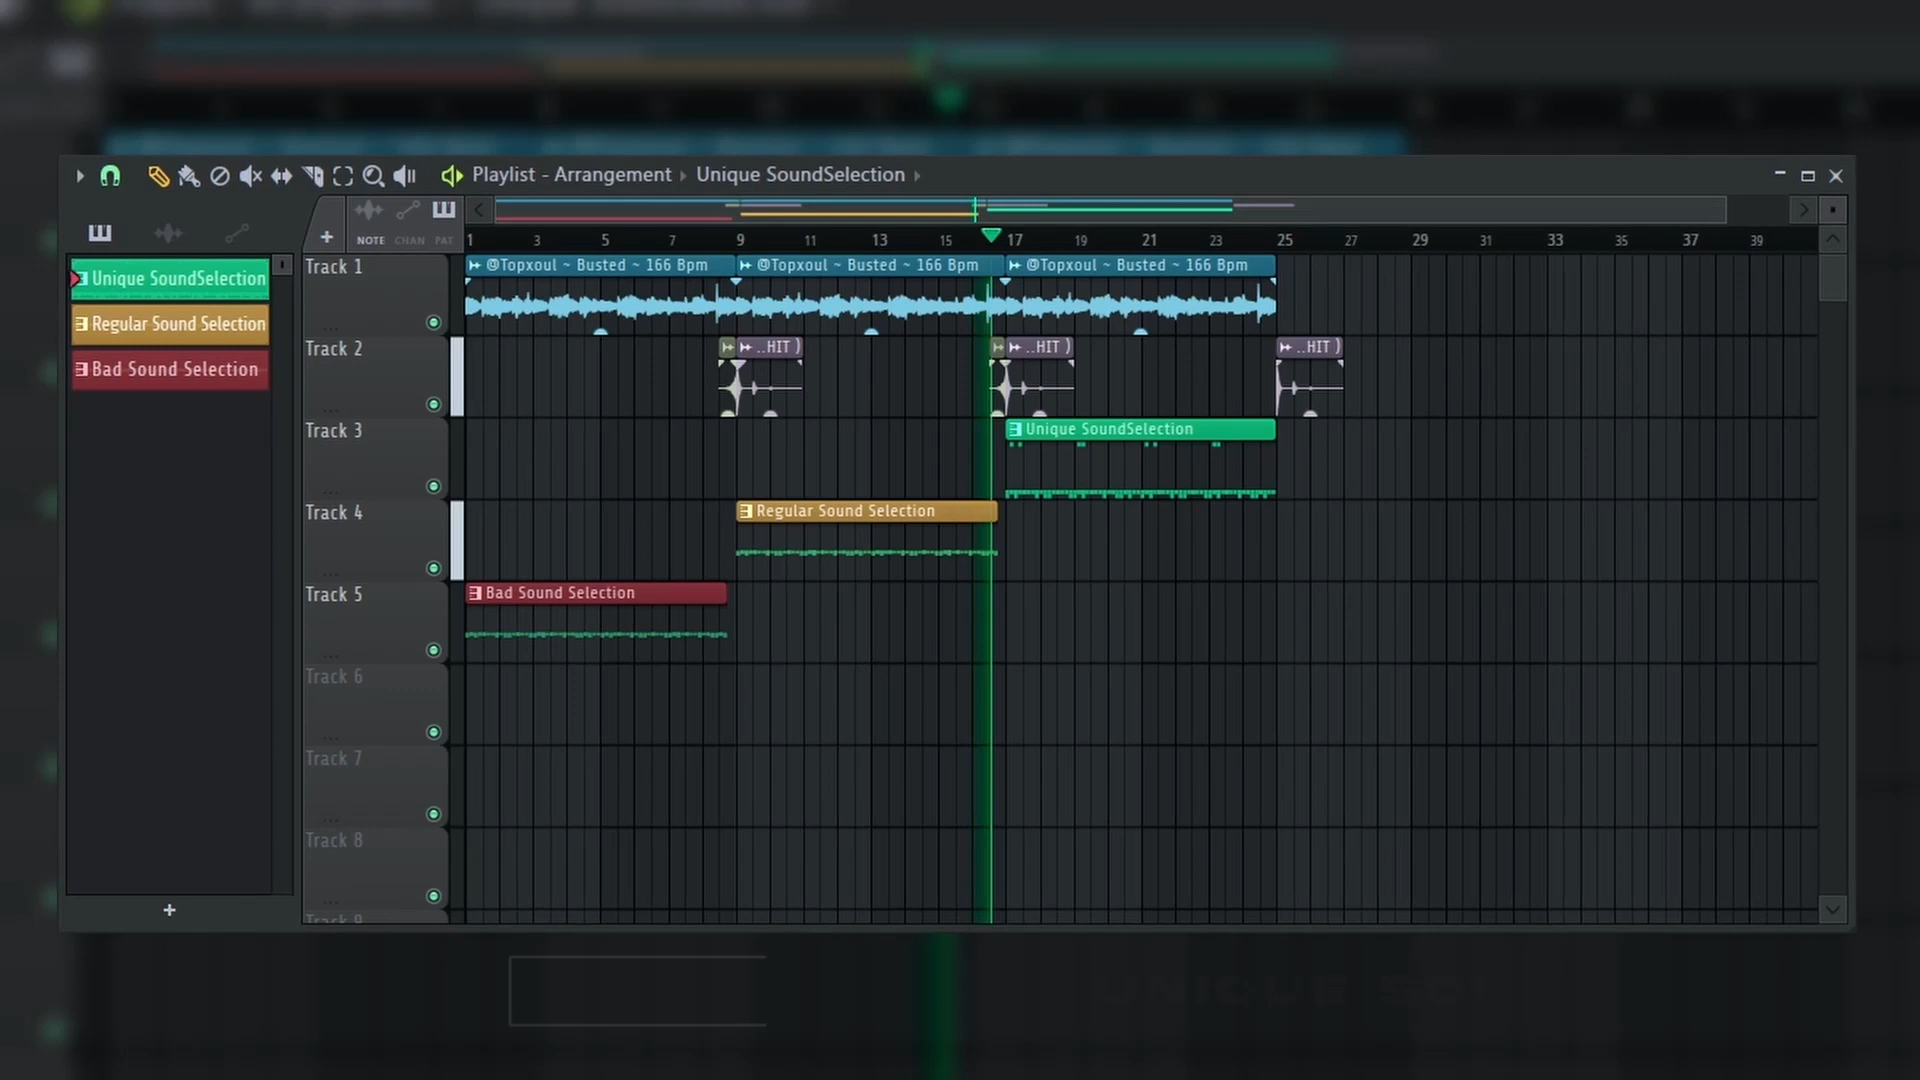 Playlist - Arrangement › Unique SoundSelection ›
NOTE CHAN PAT
1 3 5 7 9 11 13 15 17 19 21 23 25 27 29 31 33 35 37 39
Unique SoundSelection
Regular Sound Selection
Bad Sound Selection
Track 1
@Topxoul ~ Busted ~ 166 Bpm @Topxoul ~ Busted ~ 166 Bpm @Topxoul ~ Busted ~ 166 Bpm
Track 2
..HIT ) ..HIT ) ..HIT )
Track 3
Unique SoundSelection
Track 4
Regular Sound Selection
Track 5
Bad Sound Selection
Track 6
Track 7
Track 8
Track 9